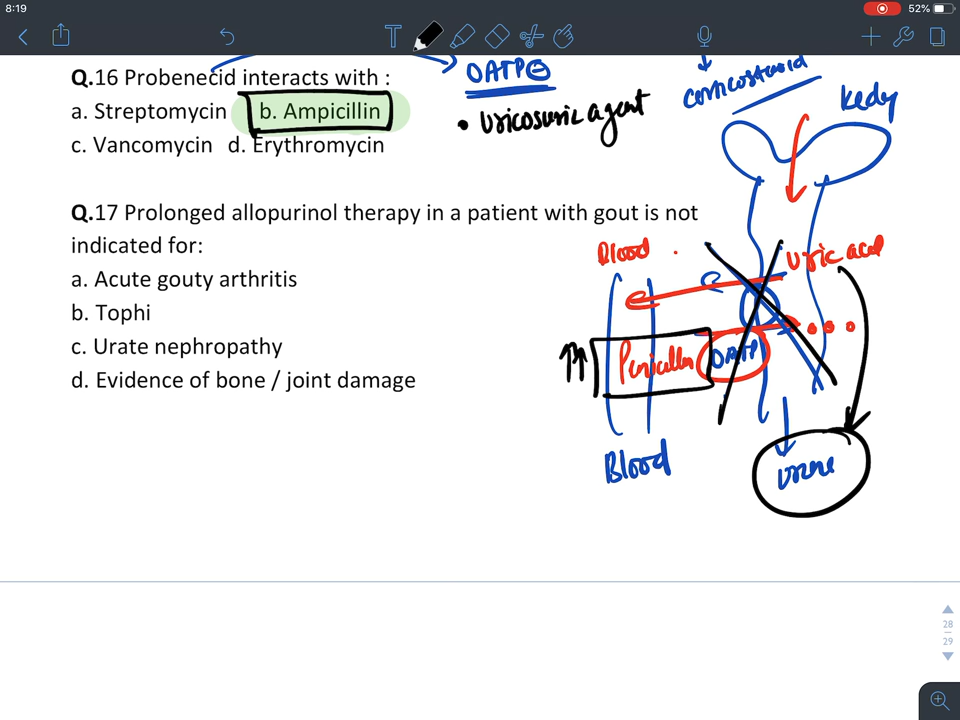 8:19
52%
T
Q.16 Probenecid interacts with :
OATP⊖
corticosteroid
a. Streptomycin b. Ampicillin
• Uricosuric agent
c. Vancomycin d. Erythromycin
Q.17 Prolonged allopurinol therapy in a patient with gout is not
indicated for:
Blood
Uric acid
a. Acute gouty arthritis
b. Tophi
c. Urate nephropathy
↑↑ OATP
d. Evidence of bone / joint damage
Blood
Urine
28
29